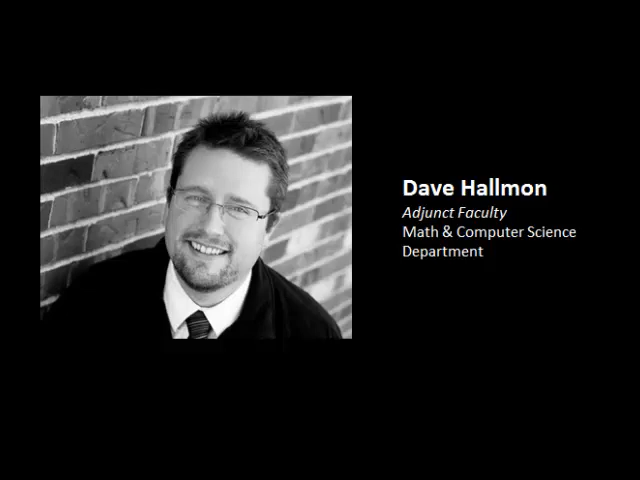 Dave Hallmon
Adjunct Faculty
Math & Computer Science
Department